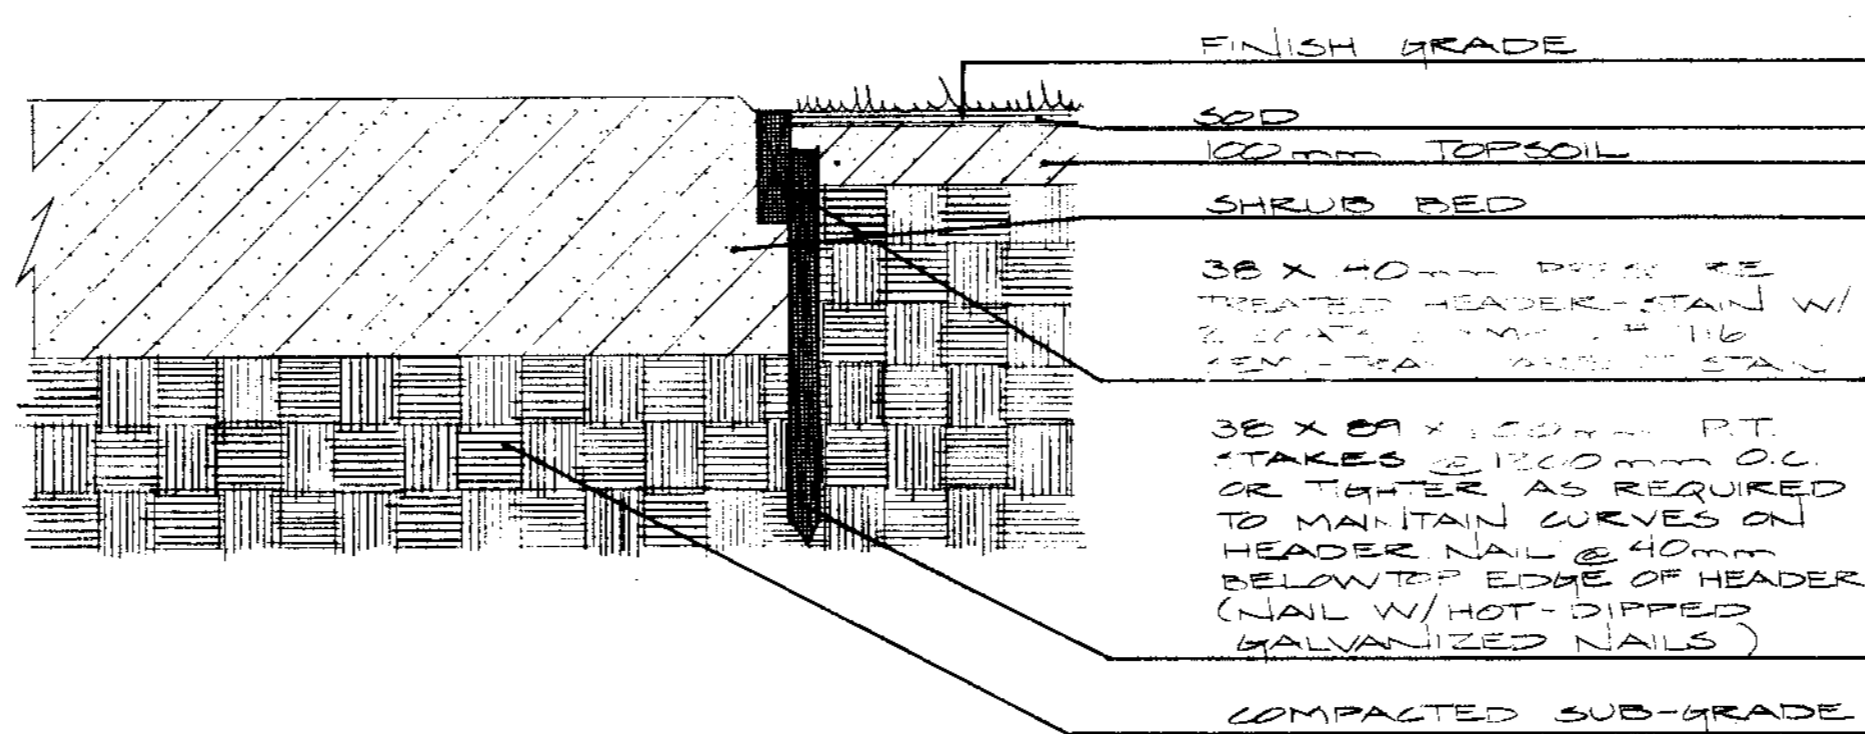 FINISH GRADE
SOD
100mm TOPSOIL
SHRUB BED
38 X
TREATED HEADER-STAIN W/
2
STAIN
38 X 89 X P.T.
STAKES @ O.C.
OR TIGHTER AS REQUIRED
TO MAINTAIN CURVES ON
HEADER. NAIL @ 40mm
BELOW TOP EDGE OF HEADER
(NAIL W/ HOT-DIPPED
GALVANIZED NAILS)
COMPACTED SUB-GRADE